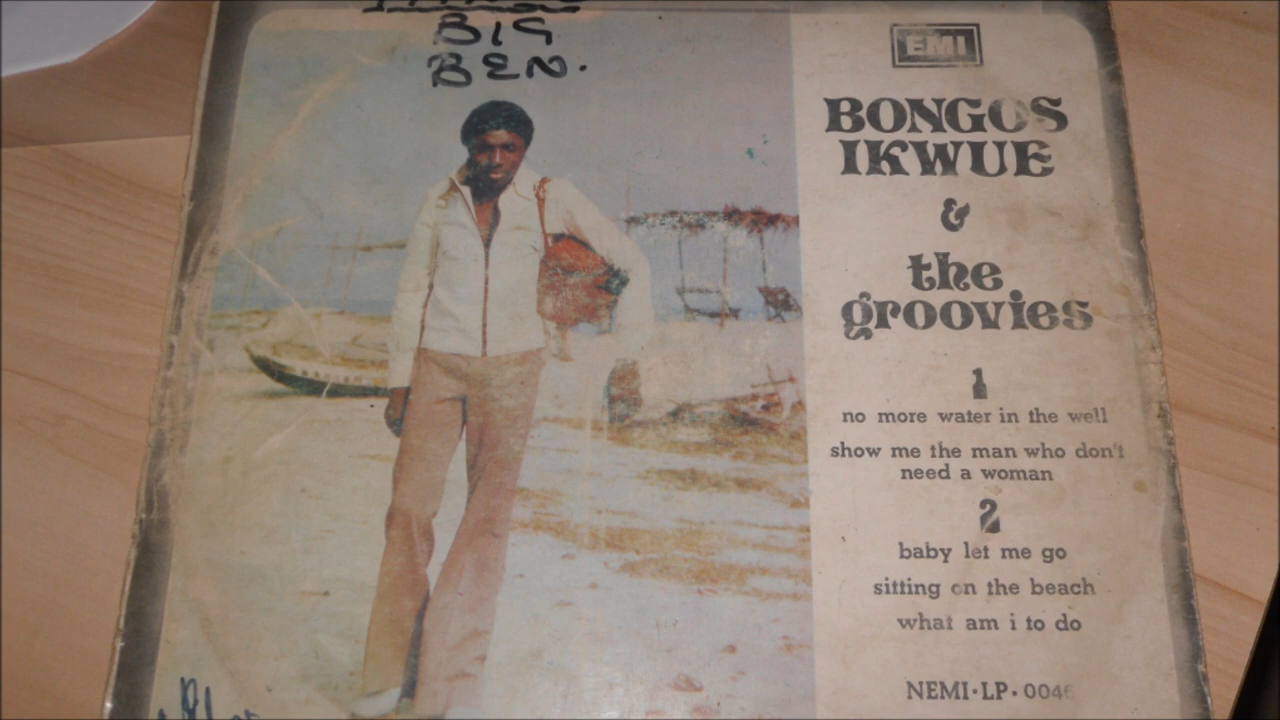 BIG
BEN.
EMI
BONGOS
IKWUE
&
the
groovies
1
no more water in the well
show me the man who don't
need a woman
2
baby let me go
sitting on the beach
what am i to do
NEMI·LP·0046